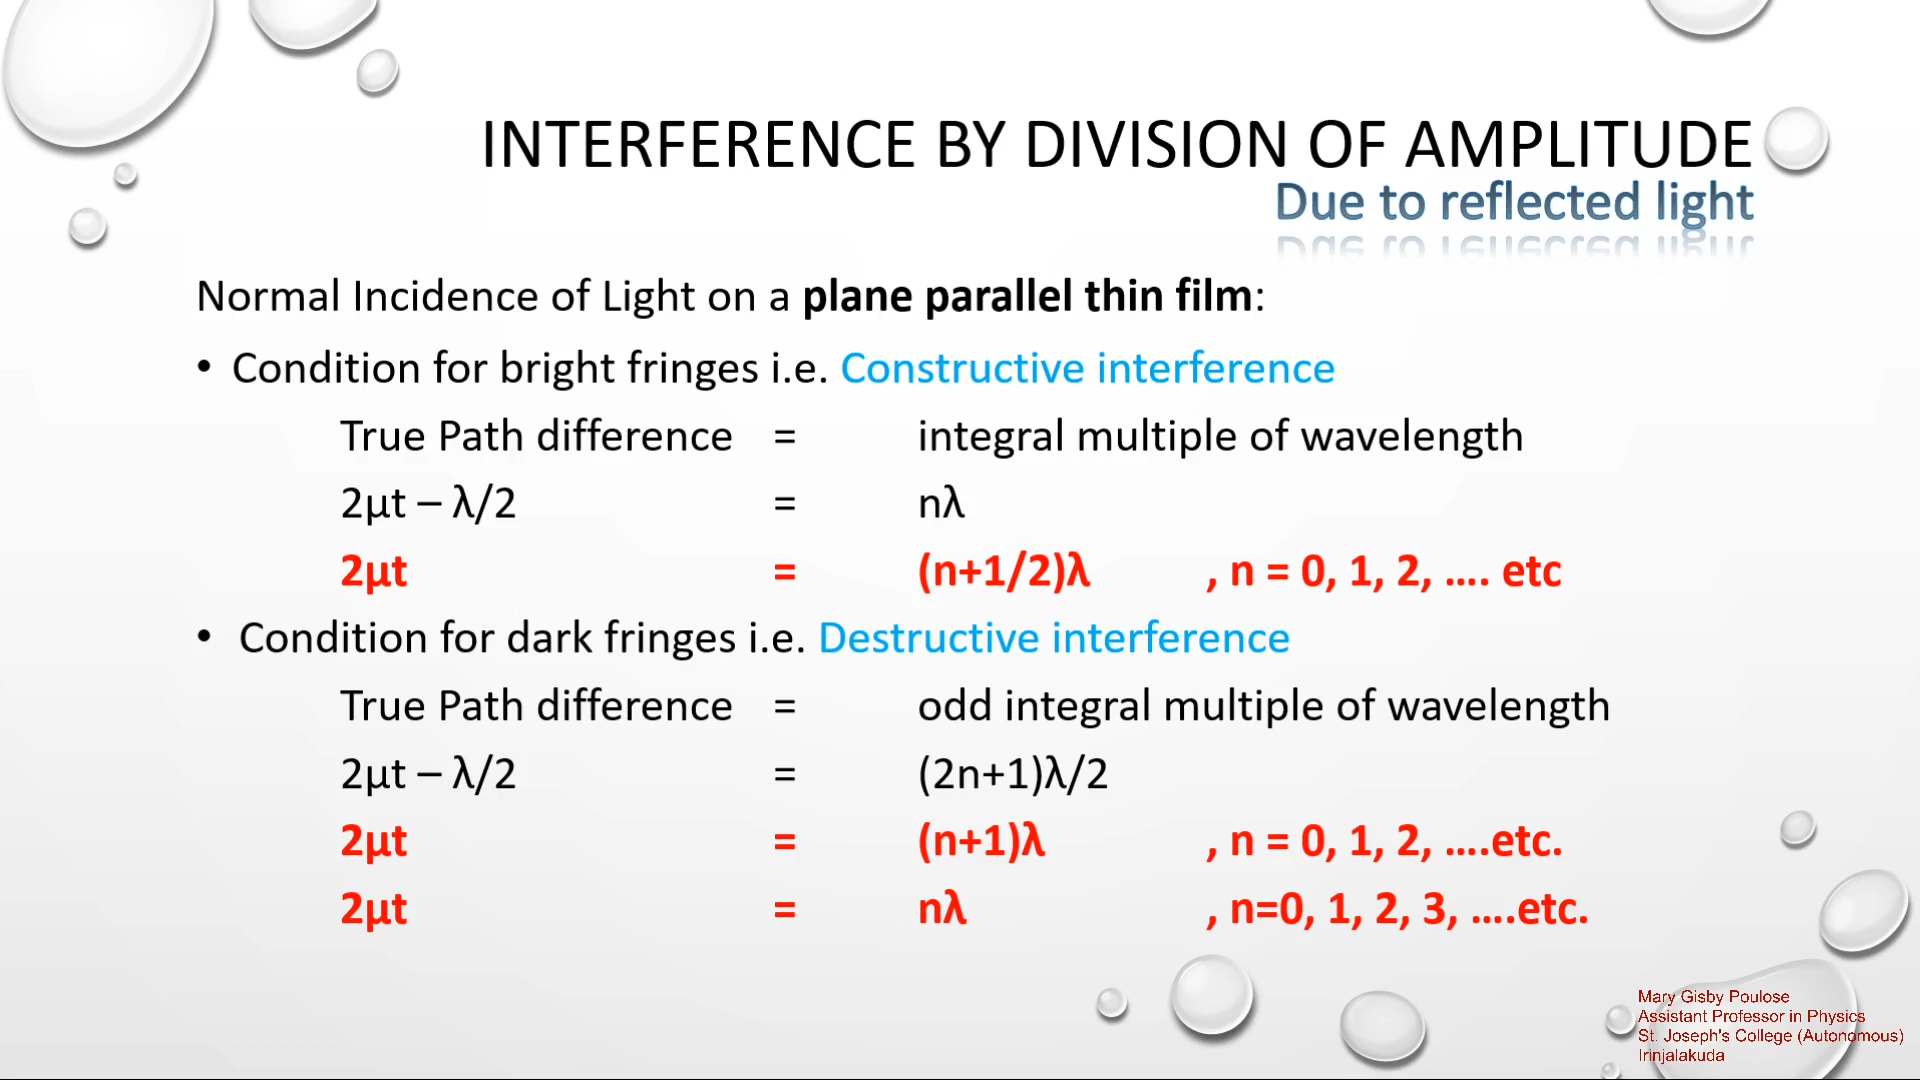 INTERFERENCE BY DIVISION OF AMPLITUDE
Due to reflected light
Normal Incidence of Light on a plane parallel thin film:
• Condition for bright fringes i.e. Constructive interference
True Path difference = integral multiple of wavelength
2µt – λ/2 = nλ
2µt = (n+1/2)λ , n = 0, 1, 2, .... etc
• Condition for dark fringes i.e. Destructive interference
True Path difference = odd integral multiple of wavelength
2µt – λ/2 = (2n+1)λ/2
2µt = (n+1)λ , n = 0, 1, 2, ....etc.
2µt = nλ , n=0, 1, 2, 3, ....etc.
Mary Gisby Poulose
Assistant Professor in Physics
St. Joseph's College (Autonomous)
Irinjalakuda